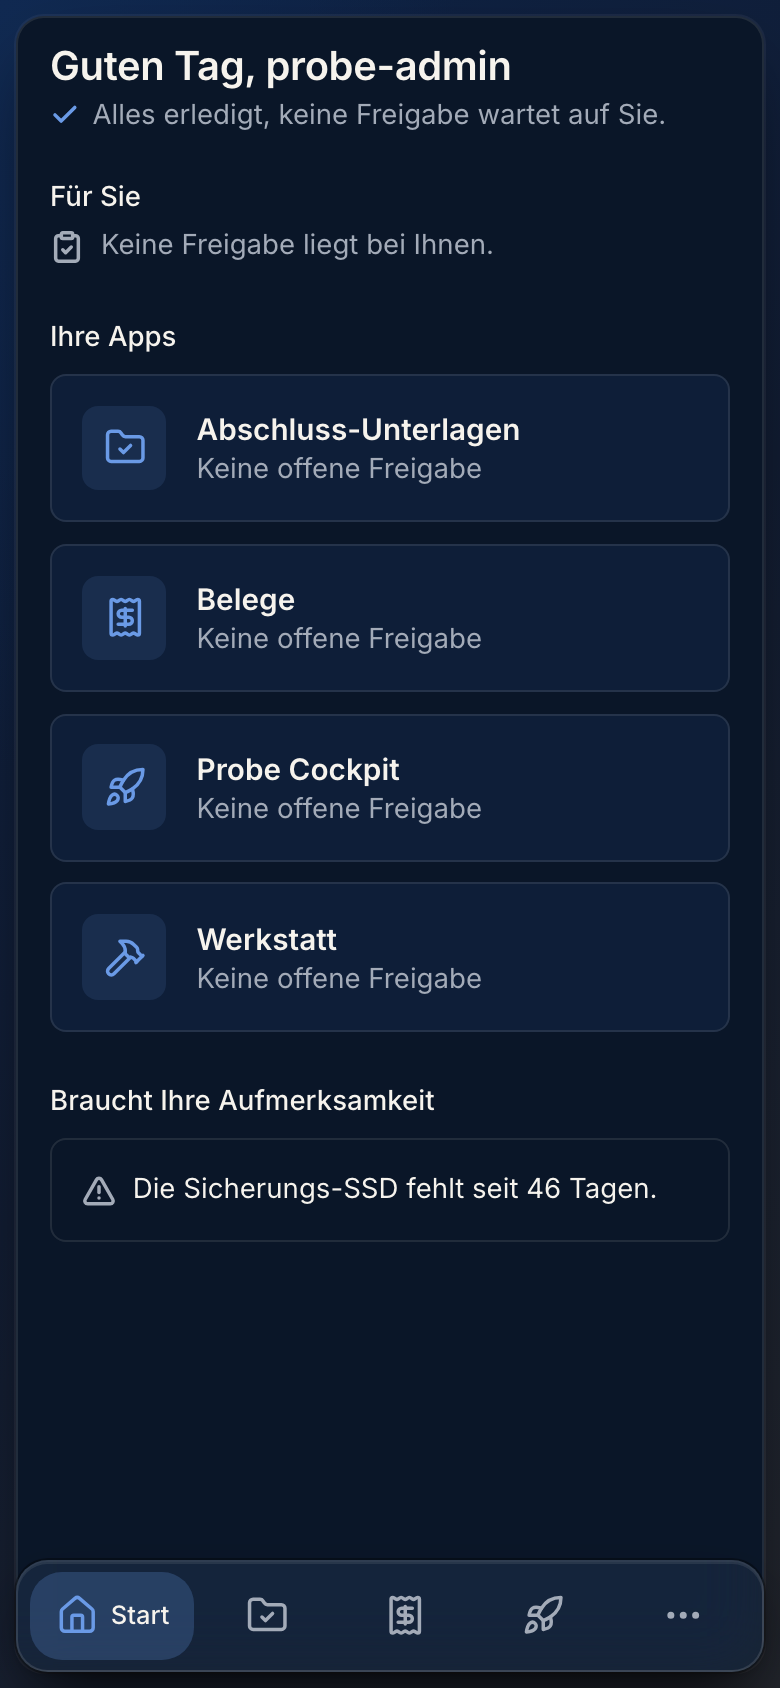 Guten Tag, probe-admin
Alles erledigt, keine Freigabe wartet auf Sie.
Für Sie
Keine Freigabe liegt bei Ihnen.
Ihre Apps
Abschluss-Unterlagen
Keine offene Freigabe
Belege
Keine offene Freigabe
Probe Cockpit
Keine offene Freigabe
Werkstatt
Keine offene Freigabe
Braucht Ihre Aufmerksamkeit
Die Sicherungs-SSD fehlt seit 46 Tagen.
Start